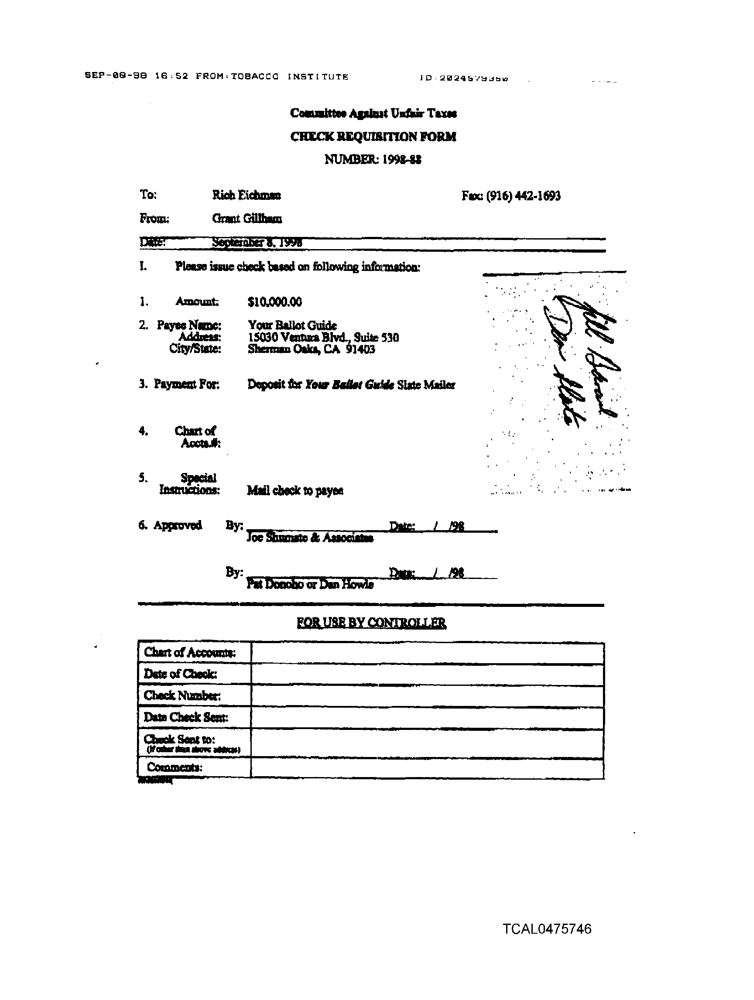 SEP-08-98 16:52 FROM:TOBACCO INSTITUTE ID:2024579350
Committee Against Unfair Taxes
CHECK REQUISITION FORM
NUMBER: 1998-88
To: Rich Eichman Fax: (916) 442-1693
From: Grant Gillham
Date: September 8, 1998
I. Please issue check based on following information:
1. Amount: $10,000.00
2. Payee Name: Your Ballot Guide
Address: 15030 Ventura Blvd., Suite 530
City/State: Sherman Oaks, CA 91403
3. Payment For: Deposit for Your Ballot Guide Slate Mailer
4. Chart of
Accts.#:
5. Special
Instructions: Mail check to payee
6. Approved By: Date: / /98
Joe Shumate & Associates
By: Date: / /98
Pat Donoho or Dan Howle
Jill
Dem Slate
FOR USE BY CONTROLLER
Chart of Accounts:
Date of Check:
Check Number:
Date Check Sent:
Check Sent to:
(If other than above address)
Comments:
TCAL0475746